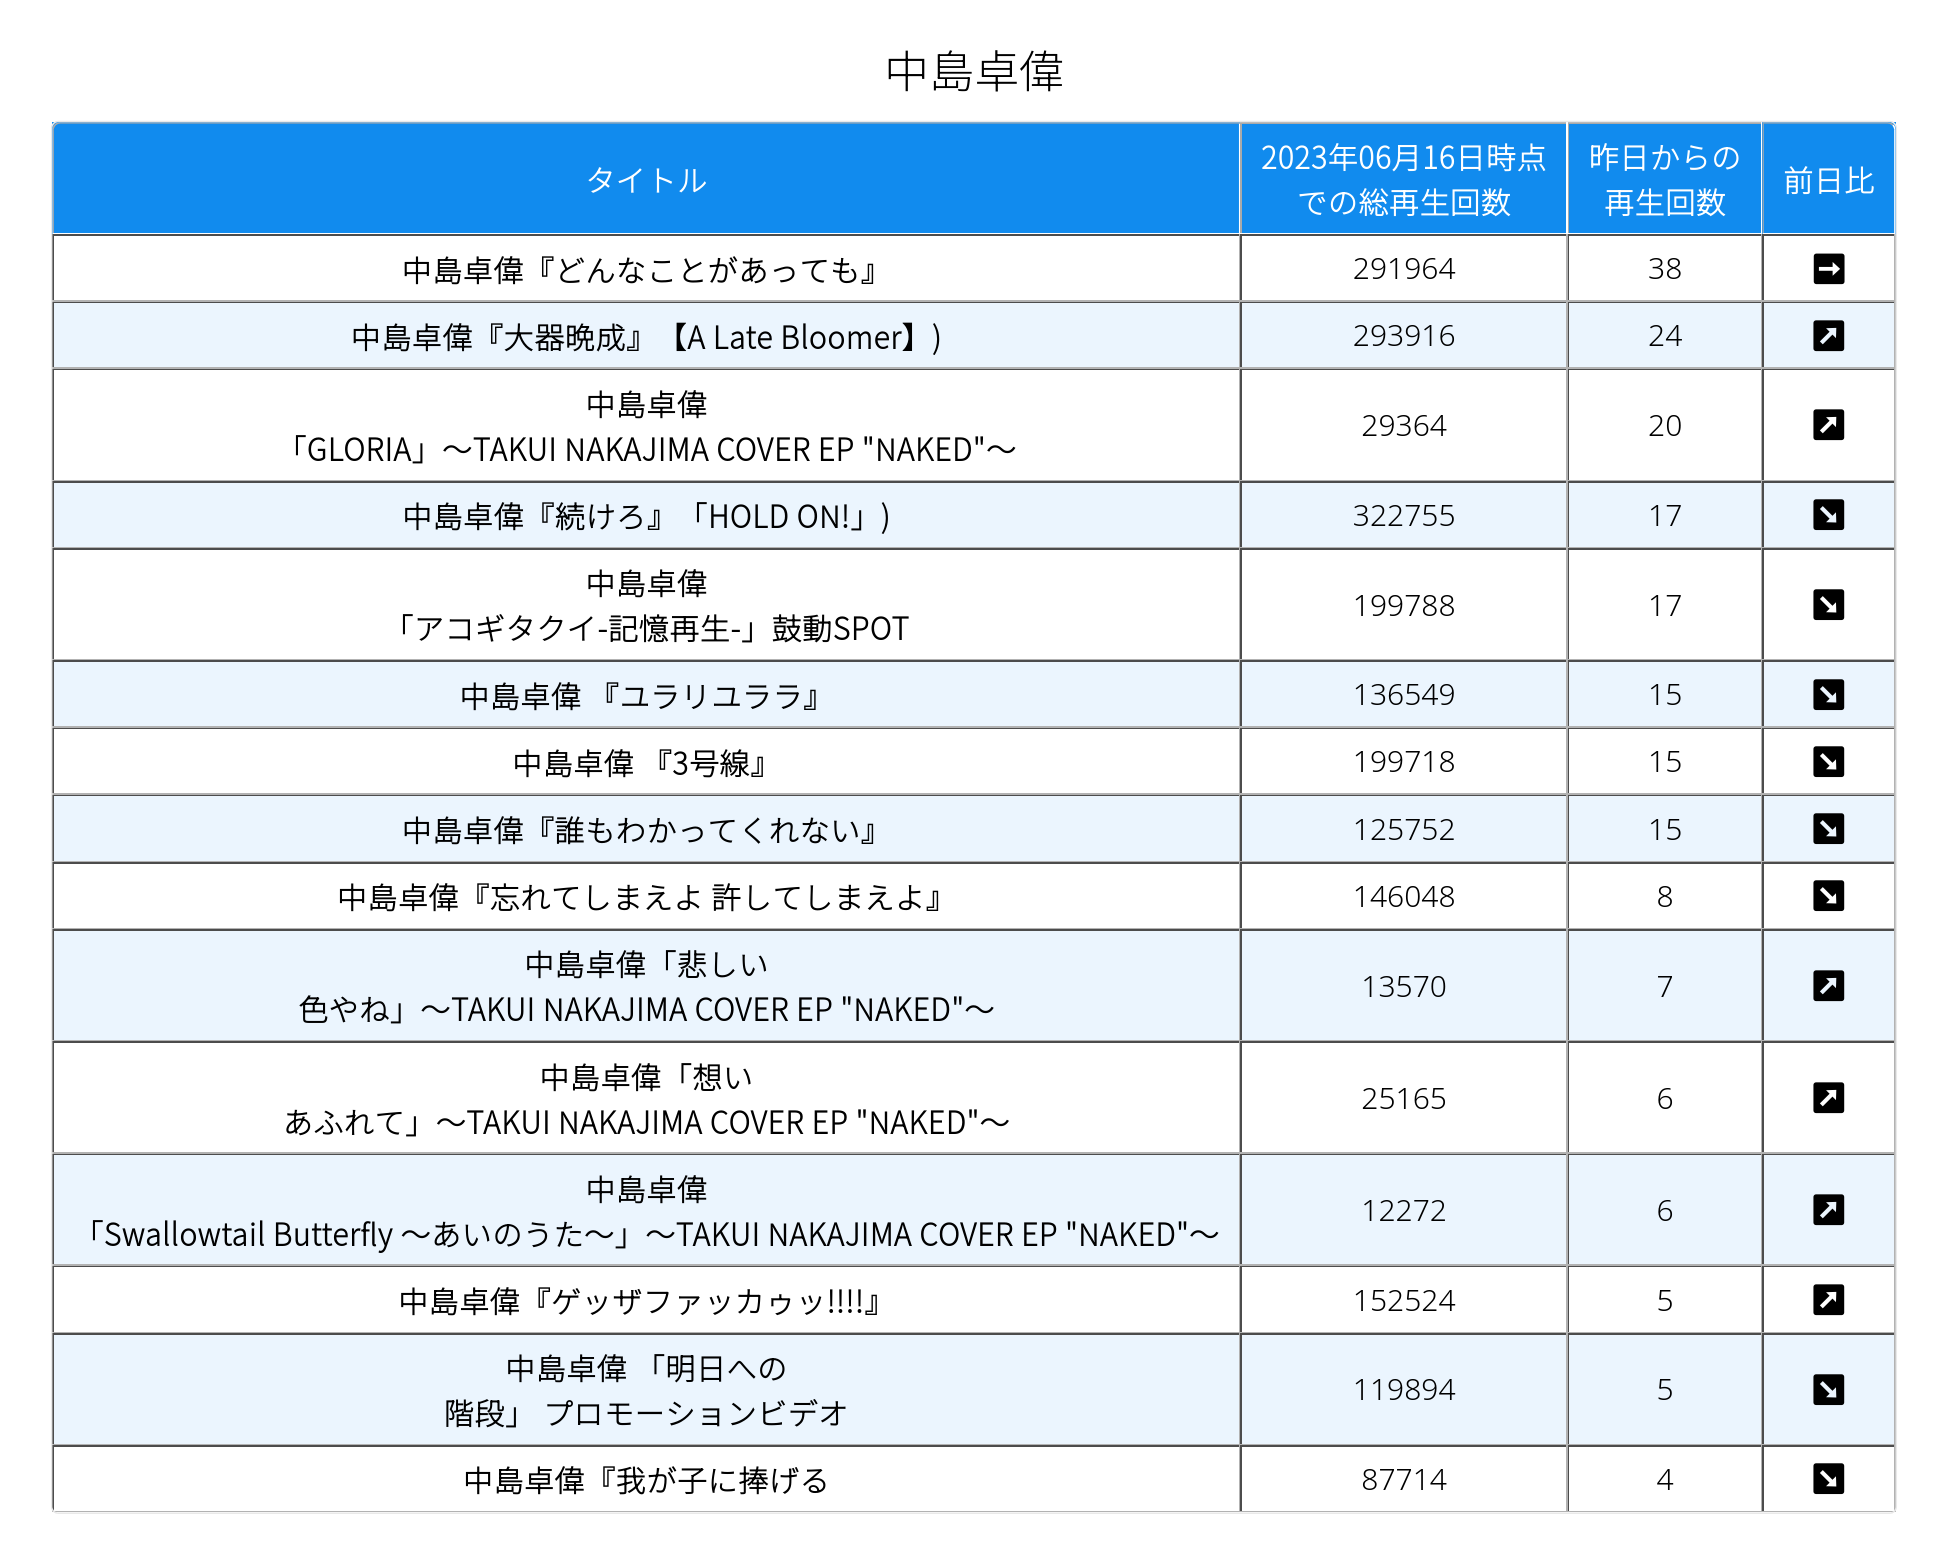 中島卓偉
タイトル
2023年06月16日時点
での総再生回数
昨日からの
再生回数
前日比
中島卓偉『どんなことがあっても』
291964
38
中島卓偉『大器晩成』【A Late Bloomer】)
293916
24
中島卓偉
「GLORIA」～TAKUI NAKAJIMA COVER EP "NAKED"～
29364
20
中島卓偉『続けろ』「HOLD ON!」)
322755
17
中島卓偉
「アコギタクイ-記憶再生-」鼓動SPOT
199788
17
中島卓偉 『ユラリユララ』
136549
15
中島卓偉 『3号線』
199718
15
中島卓偉『誰もわかってくれない』
125752
15
中島卓偉『忘れてしまえよ 許してしまえよ』
146048
8
中島卓偉「悲しい
色やね」～TAKUI NAKAJIMA COVER EP "NAKED"～
13570
7
中島卓偉「想い
あふれて」～TAKUI NAKAJIMA COVER EP "NAKED"～
25165
6
中島卓偉
「Swallowtail Butterfly ～あいのうた～」～TAKUI NAKAJIMA COVER EP "NAKED"～
12272
6
中島卓偉『ゲッザファッカゥッ!!!!』
152524
5
中島卓偉 「明日への
階段」 プロモーションビデオ
119894
5
中島卓偉『我が子に捧げる
87714
4